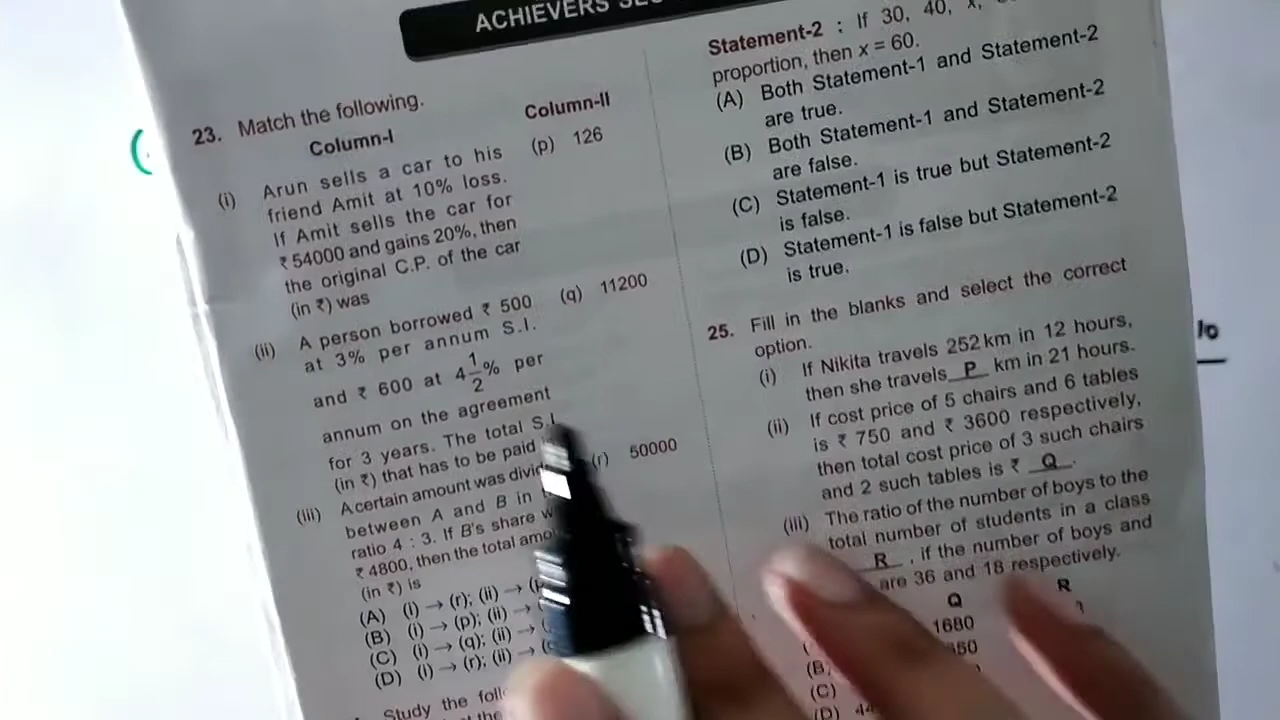 ACHIEVERS
23. Match the following.
Column-I
Column-II
(i) Arun sells a car to his
friend Amit at 10% loss.
If Amit sells the car for
₹ 54000 and gains 20%, then
the original C.P. of the car
(in ₹) was
(p) 126
(ii) A person borrowed ₹ 500
at 3% per annum S.I.
and ₹ 600 at 4 1/2 % per
annum on the agreement
for 3 years. The total S.I.
(in ₹) that has to be paid
(q) 11200
(iii) A certain amount was
between A and B in
ratio 4 : 3. If B's share
₹ 4800, then the total
(in ₹) is
(r) 50000
(A) (i) → (r); (ii) →
(B) (i) → (p); (ii) →
(C) (i) → (q); (ii) →
(D) (i) → (r); (ii) →
Study the
Statement-2 : If 30, 40, x,
proportion, then x = 60.
(A) Both Statement-1 and Statement-2
are true.
(B) Both Statement-1 and Statement-2
are false.
(C) Statement-1 is true but Statement-2
is false.
(D) Statement-1 is false but Statement-2
is true.
25. Fill in the blanks and select the correct
option.
(i) If Nikita travels 252 km in 12 hours,
then she travels P km in 21 hours.
(ii) If cost price of 5 chairs and 6 tables
is ₹ 750 and ₹ 3600 respectively,
then total cost price of 3 such chairs
and 2 such tables is ₹ Q .
(iii) The ratio of the number of boys to the
total number of students in a class
R , if the number of boys and
are 36 and 18 respectively.
Q R
1680
(B)
(C)
(D)